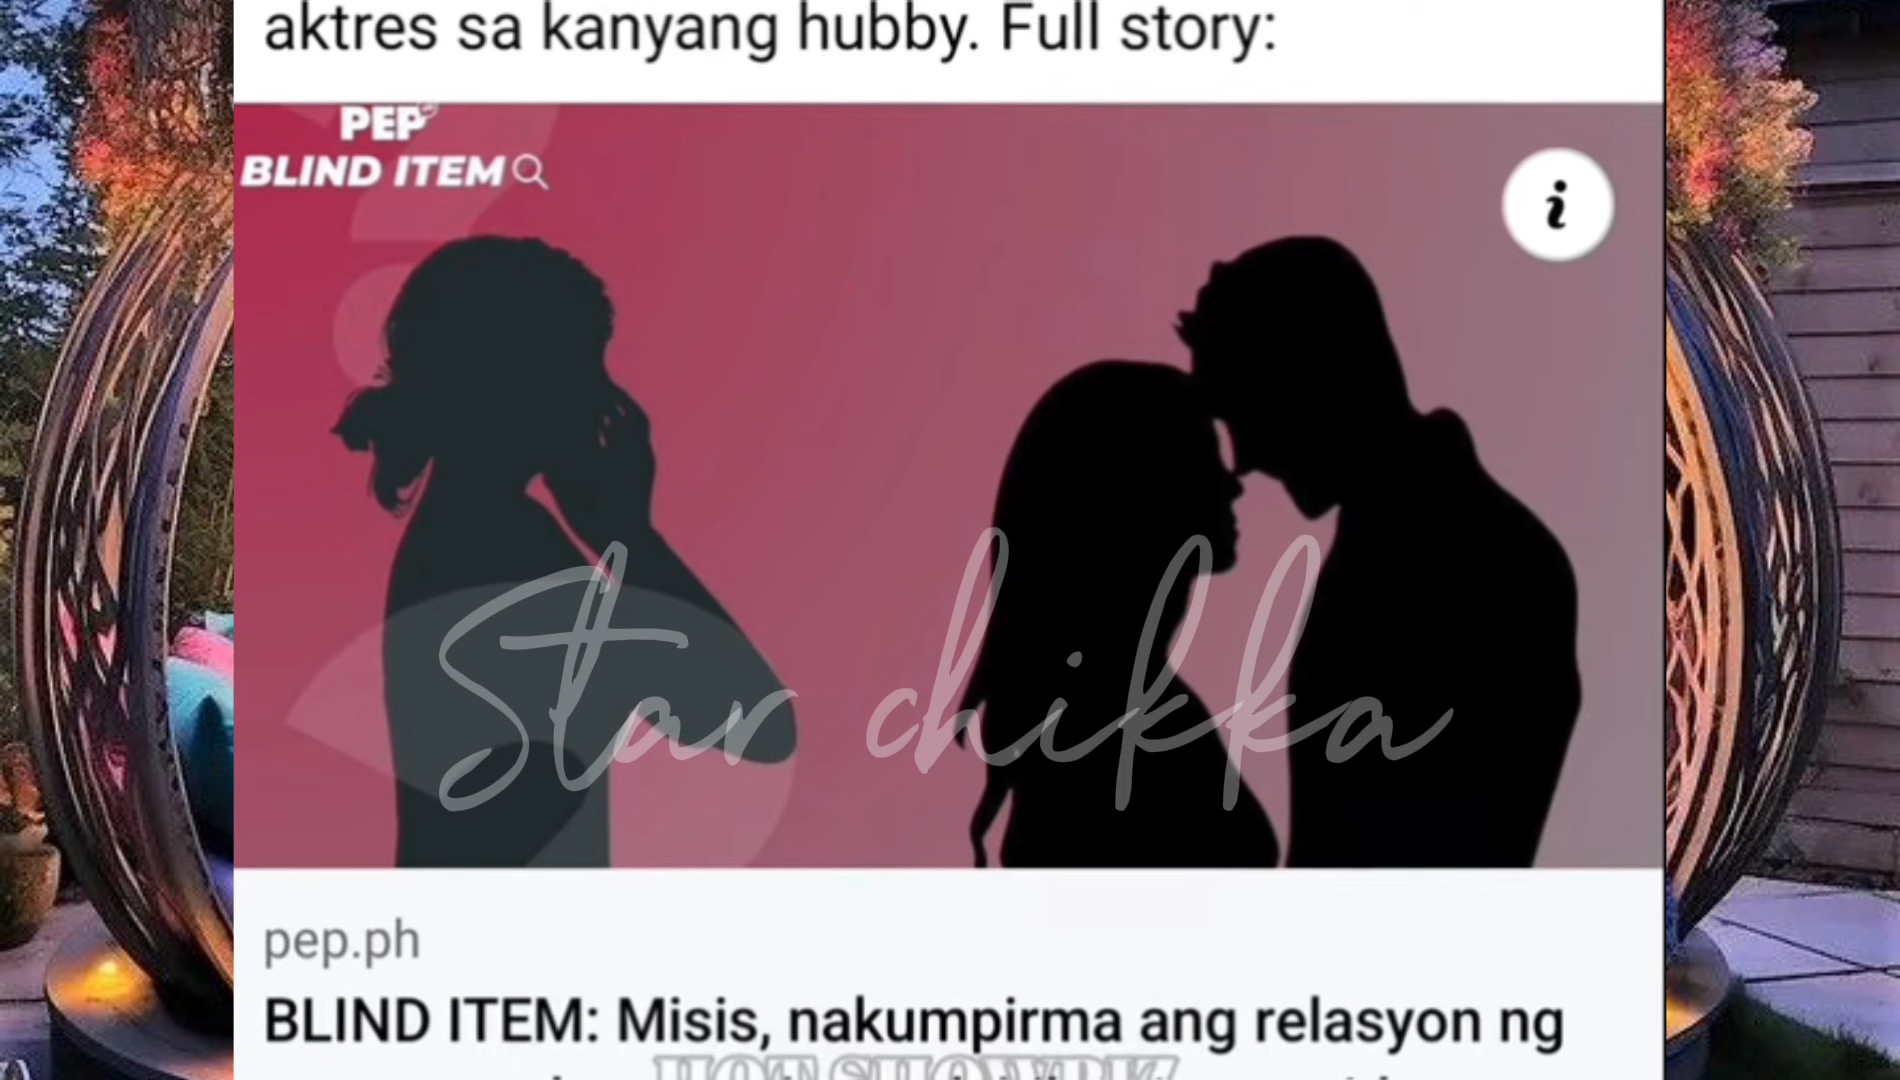 aktres sa kanyang hubby. Full story:
PEP
BLIND ITEM
i
Star chikka
pep.ph
BLIND ITEM: Misis, nakumpirma ang relasyon ng